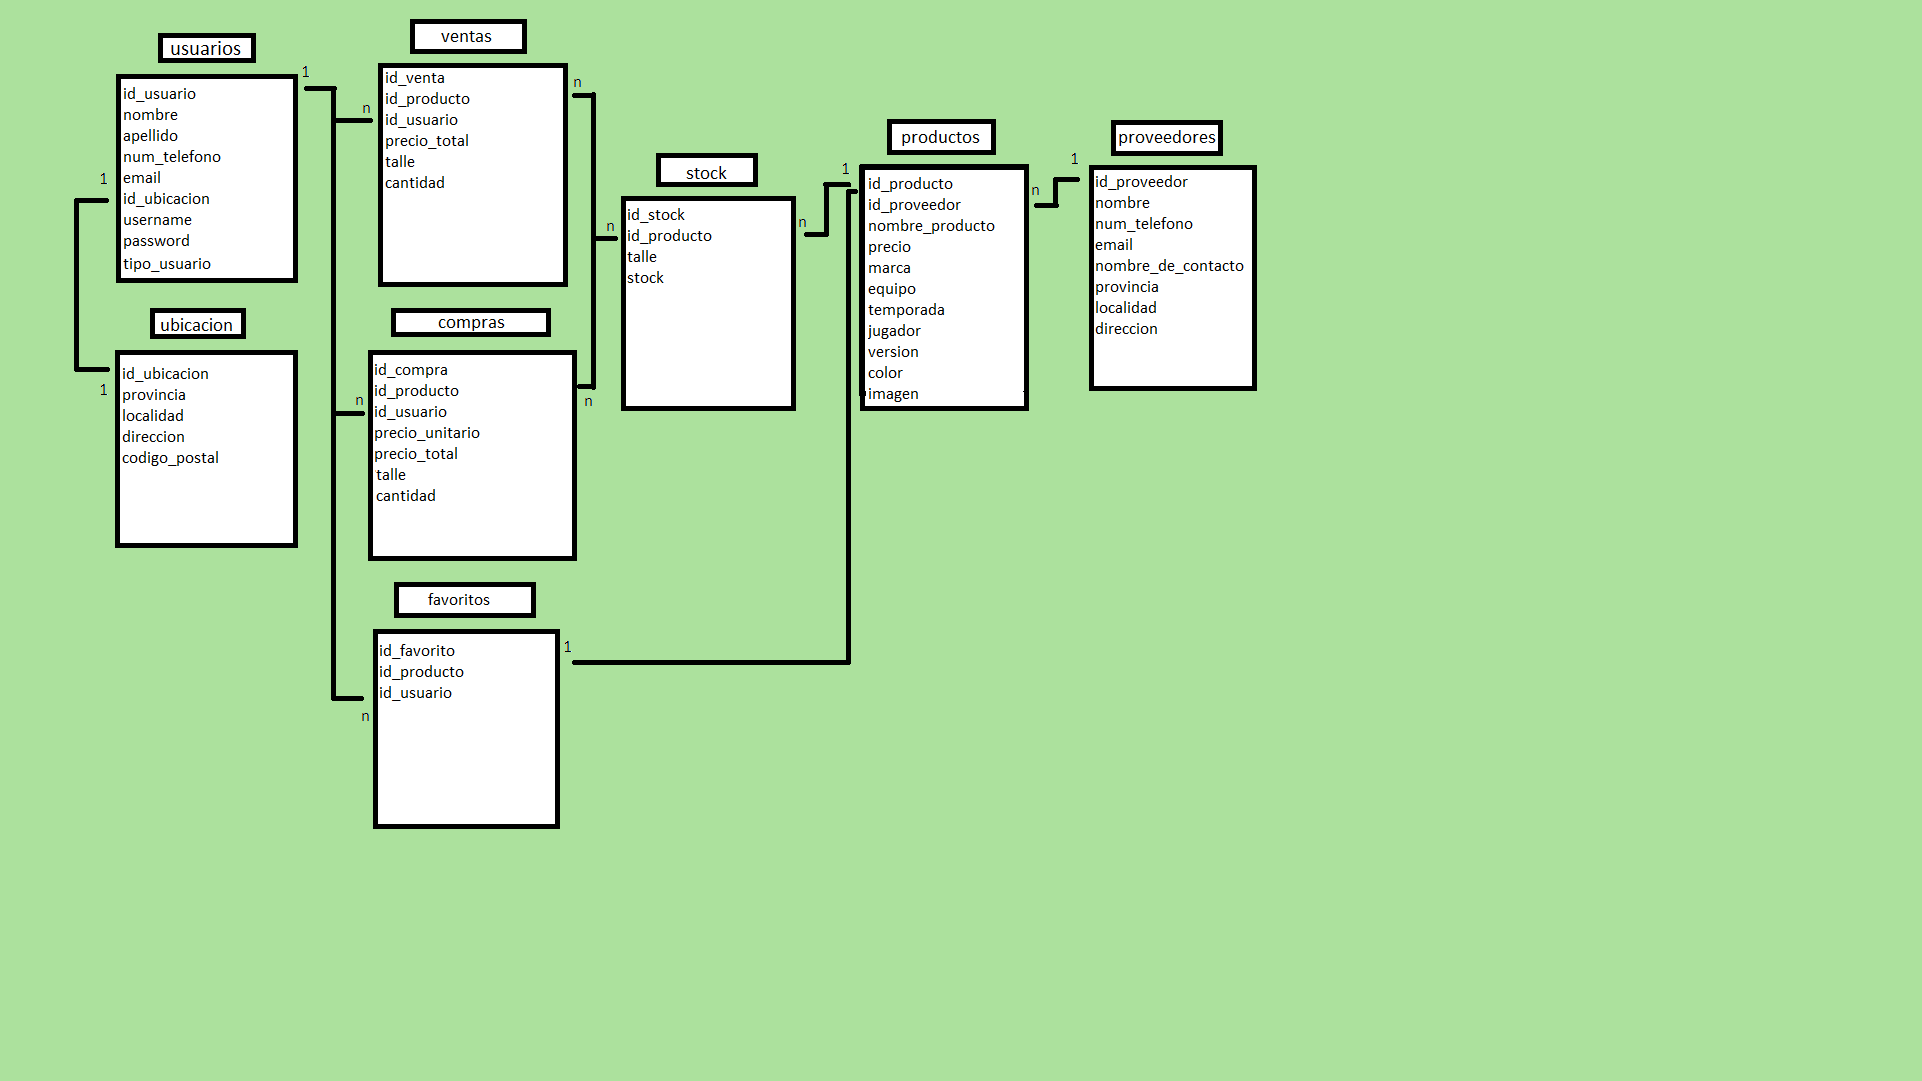 usuarios
id_usuario
nombre
apellido
num_telefono
email
id_ubicacion
username
password
tipo_usuario
1
1
ubicacion
id_ubicacion
provincia
localidad
direccion
codigo_postal
1
ventas
id_venta
id_producto
id_usuario
precio_total
talle
cantidad
n
n
compras
id_compra
id_producto
id_usuario
precio_unitario
precio_total
talle
cantidad
n
n
favoritos
id_favorito
id_producto
id_usuario
1
n
stock
id_stock
id_producto
talle
stock
n
n
productos
id_producto
id_proveedor
nombre_producto
precio
marca
equipo
temporada
jugador
version
color
imagen
1
n
proveedores
id_proveedor
nombre
num_telefono
email
nombre_de_contacto
provincia
localidad
direccion
1